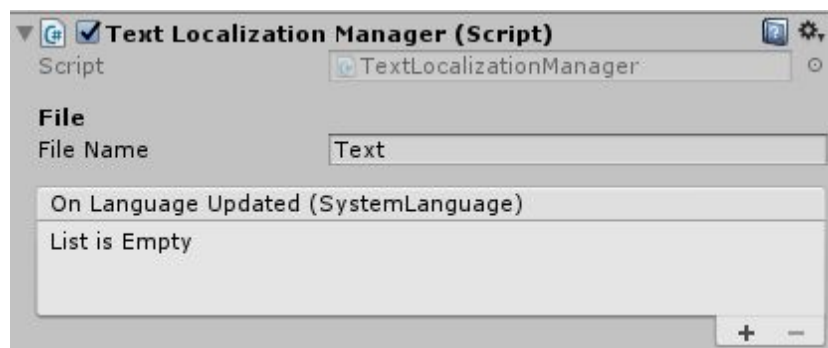 Text Localization Manager (Script)
Script TextLocalizationManager
File
File Name Text
On Language Updated (SystemLanguage)
List is Empty
+ −